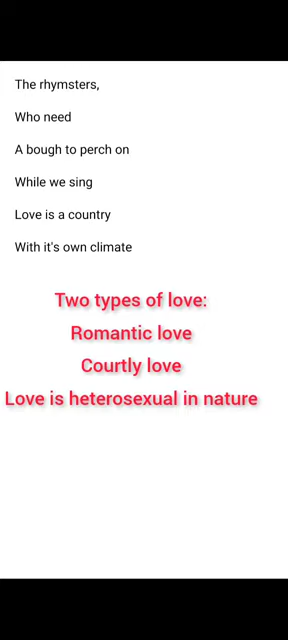 The rhymsters,
Who need
A bough to perch on
While we sing
Love is a country
With it's own climate
Two types of love:
Romantic love
Courtly love
Love is heterosexual in nature